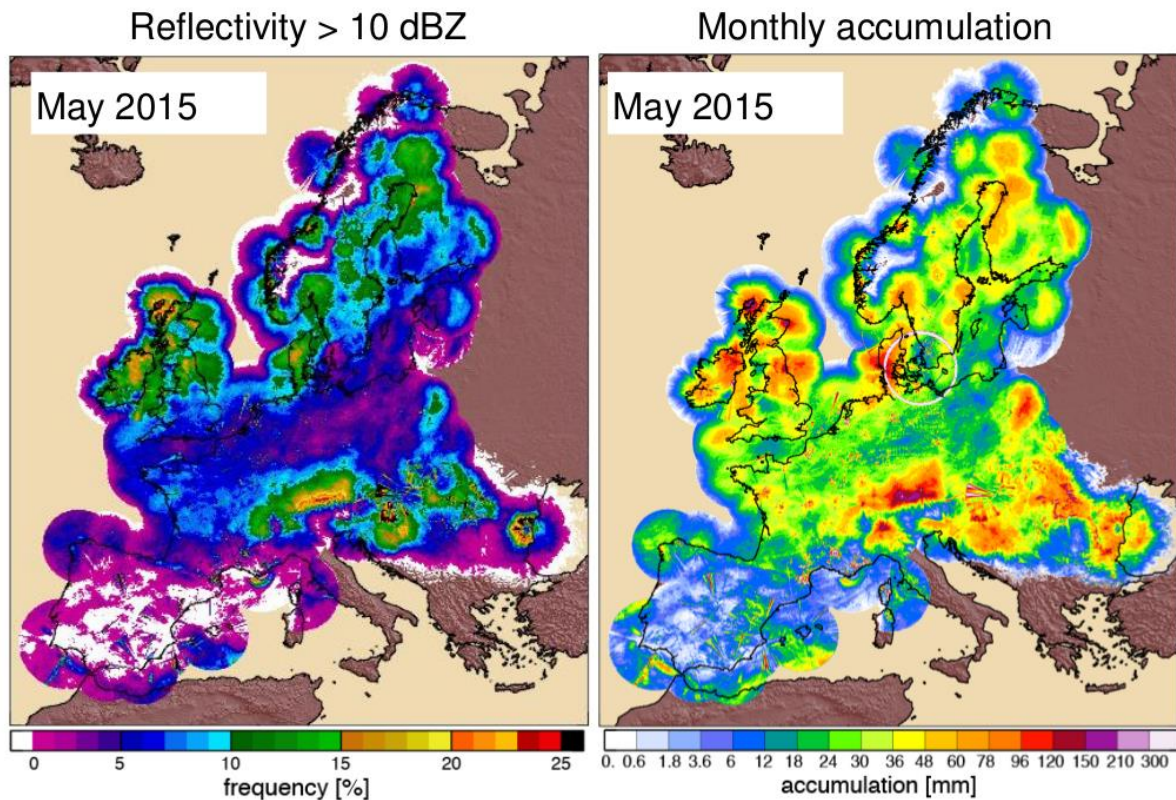 Reflectivity > 10 dBZ
Monthly accumulation
May 2015
May 2015
0 5 10 15 20 25
frequency [%]
0. 0.6 1.8 3.6 6 12 18 24 30 36 48 60 78 96 120 150 210 300
accumulation [mm]